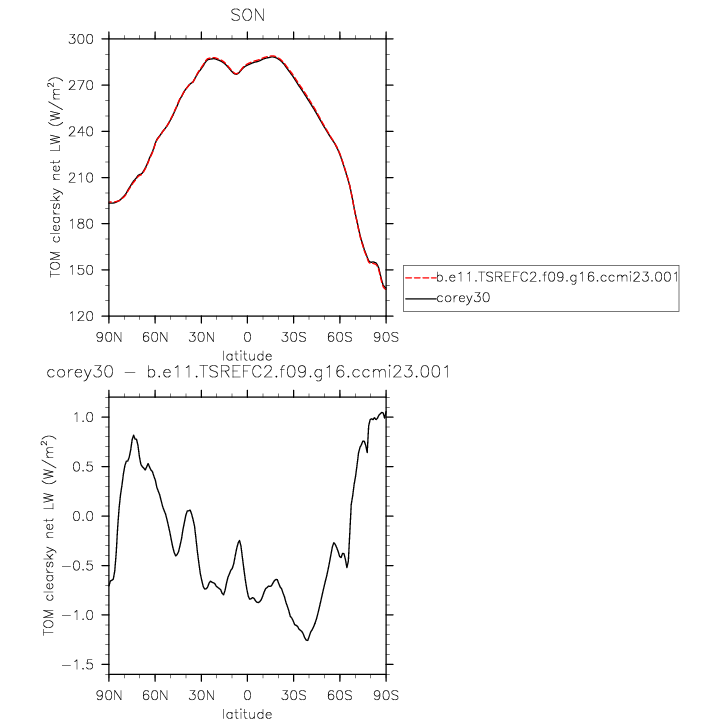 SON
TOM clearsky net LW (W/m²)
300
270
240
210
180
150
120
90N 60N 30N 0 30S 60S 90S
latitude
b.e11.TSREFC2.f09.g16.ccmi23.001
corey30
corey30 − b.e11.TSREFC2.f09.g16.ccmi23.001
TOM clearsky net LW (W/m²)
1.0
0.5
0.0
−0.5
−1.0
−1.5
90N 60N 30N 0 30S 60S 90S
latitude